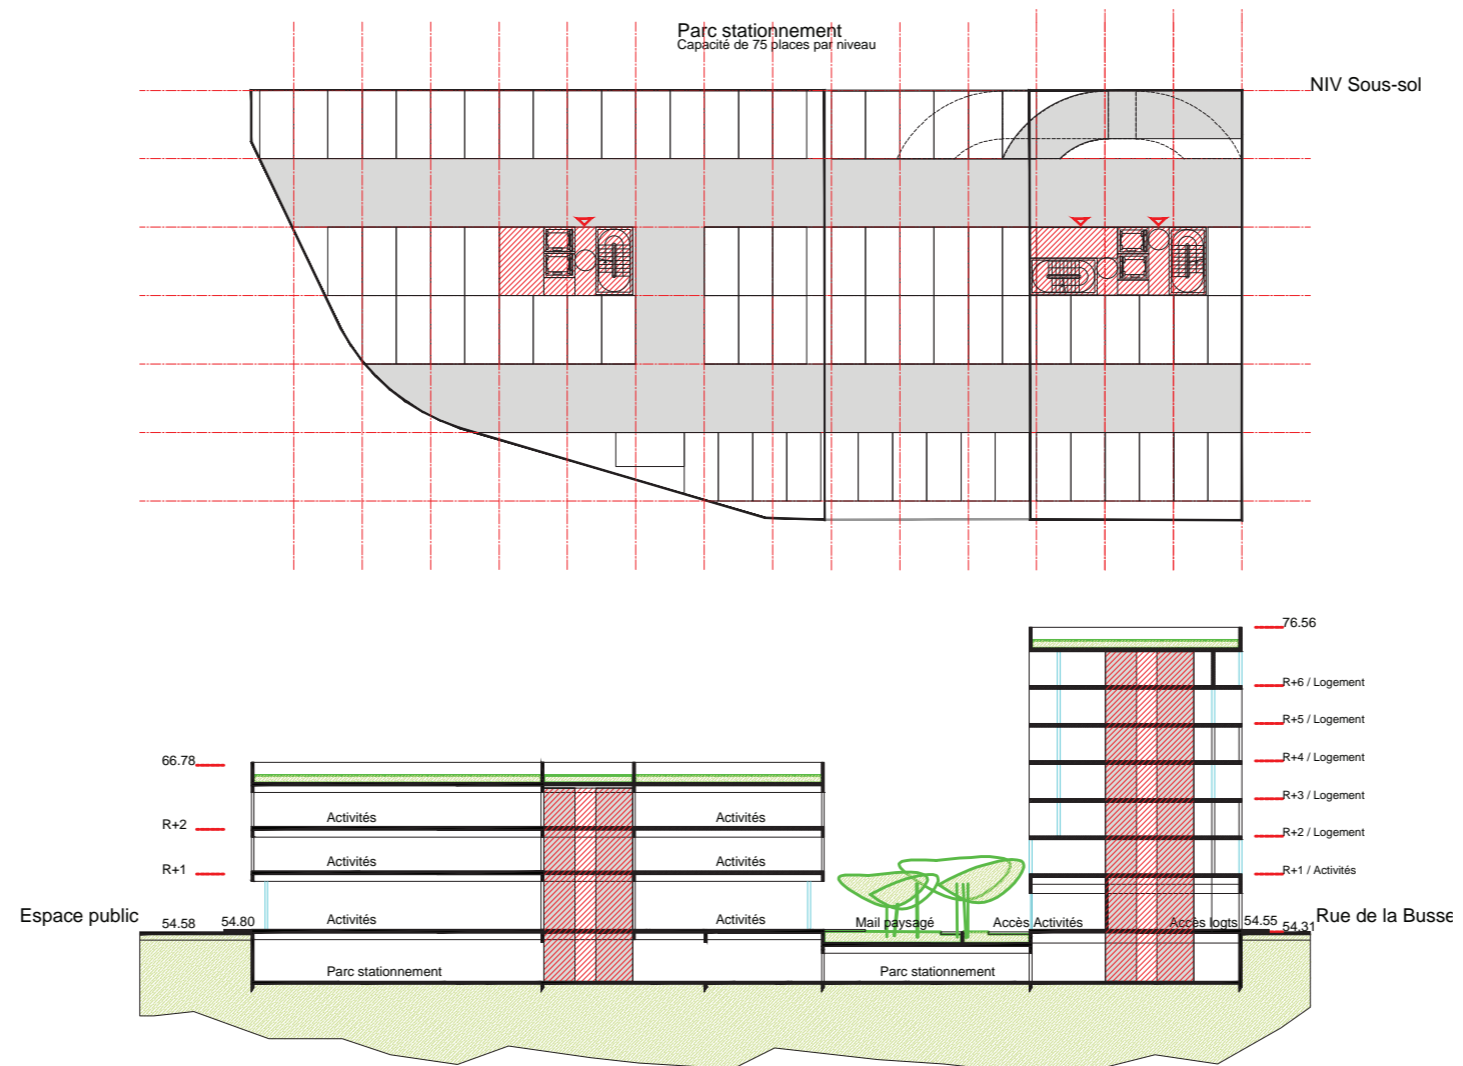 Parc stationnement
Capacité de 75 places par niveau
NIV Sous-sol
76.56
R+6 / Logement
R+5 / Logement
R+4 / Logement
66.78
R+3 / Logement
Activités Activités
R+2
R+2 / Logement
Activités Activités
R+1
R+1 / Activités
Espace public
54.58
54.80
Activités Activités
Mail paysagé
Accès Activités
Accès logts
54.55
54.31
Rue de la Busse
Parc stationnement
Parc stationnement